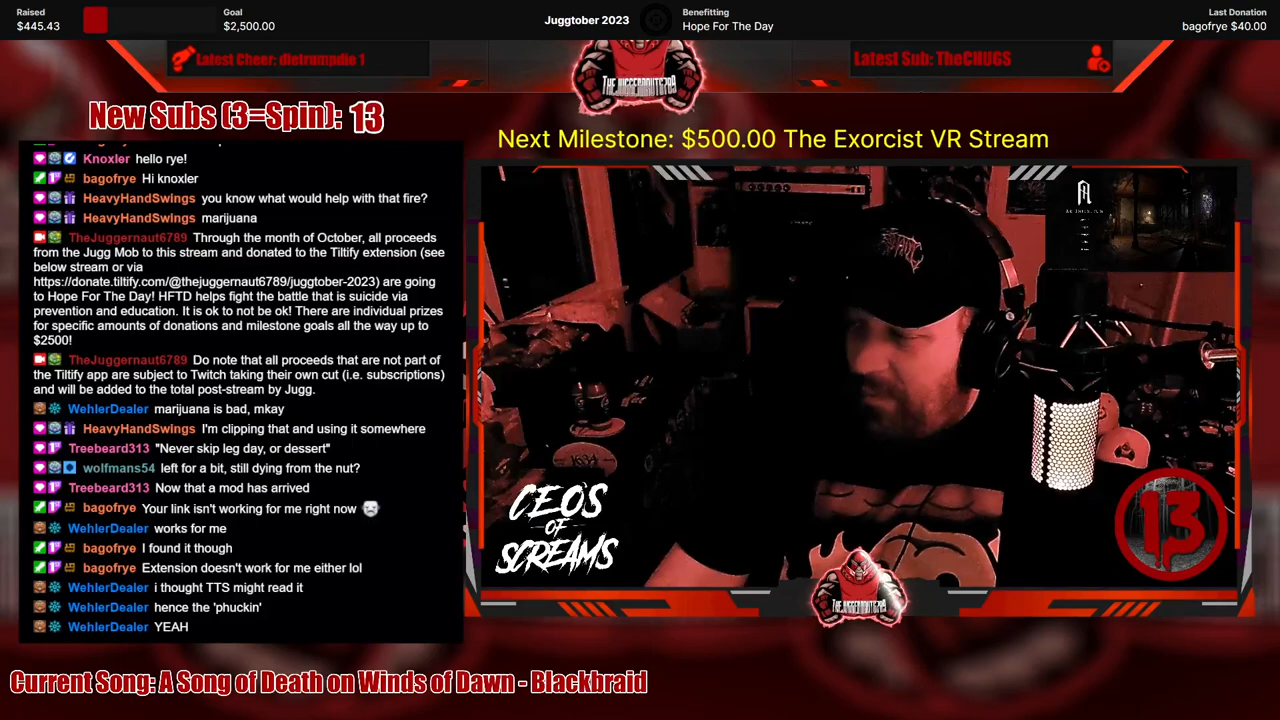 Raised
$445.43
Goal
$2,500.00
Juggtober 2023
Benefitting
Hope For The Day
Last Donation
bagofrye $40.00
Latest Cheer: dietrumpdie 1
THEJUGGERNAUT6789
Latest Sub: TheCHUGS
New Subs (3=Spin): 13
Next Milestone: $500.00 The Exorcist VR Stream
Knoxler hello rye!
bagofrye Hi knoxler
HeavyHandSwings you know what would help with that fire?
HeavyHandSwings marijuana
TheJuggernaut6789 Through the month of October, all proceeds
from the Jugg Mob to this stream and donated to the Tiltify extension (see
below stream or via
https://donate.tiltify.com/@thejuggernaut6789/juggtober-2023) are going
to Hope For The Day! HFTD helps fight the battle that is suicide via
prevention and education. It is ok to not be ok! There are individual prizes
for specific amounts of donations and milestone goals all the way up to
$2500!
TheJuggernaut6789 Do note that all proceeds that are not part of
the Tiltify app are subject to Twitch taking their own cut (i.e. subscriptions)
and will be added to the total post-stream by Jugg.
WehlerDealer marijuana is bad, mkay
HeavyHandSwings I'm clipping that and using it somewhere
Treebeard313 "Never skip leg day, or dessert"
wolfmans54 left for a bit, still dying from the nut?
Treebeard313 Now that a mod has arrived
bagofrye Your link isn't working for me right now
WehlerDealer works for me
bagofrye I found it though
bagofrye Extension doesn't work for me either lol
WehlerDealer i thought TTS might read it
WehlerDealer hence the 'phuckin'
WehlerDealer YEAH
1634
CEO'S
OF
SCREAMS
13
THEJUGGERNAUT6789
Current Song: A Song of Death on Winds of Dawn - Blackbraid